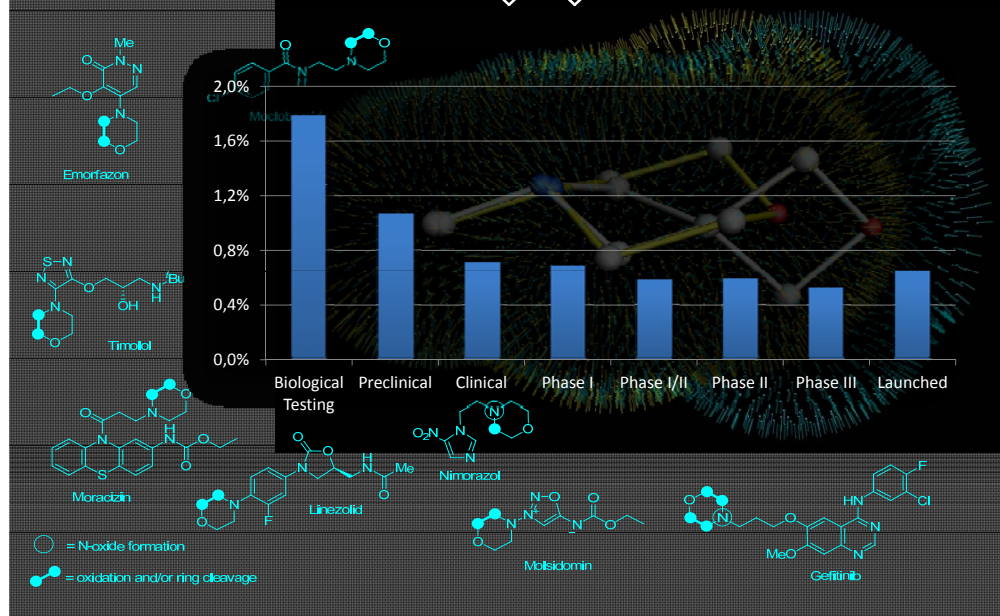 Me
O
N
N
O
N
O
Emorfazon
O
N
H
N
O
Cl
Moclob
2,0%
1,6%
1,2%
0,8%
0,4%
0,0%
Biological Testing
Preclinical
Clinical
Phase I
Phase I/II
Phase II
Phase III
Launched
S
N
N
O
N
H
tBu
OH
N
O
Timolol
O
N
O
N
H
N
O
O
S
Moracizin
O
O
N
H
N
Me
O
N
F
O
Linezolid
N
O
O2N
N
N
Nimorazol
N
O
N
N+
N
–
O
O
O
Molsidomin
O
N
O
MeO
HN
F
Cl
N
N
Gefitinib
= N-oxide formation
= oxidation and/or ring cleavage